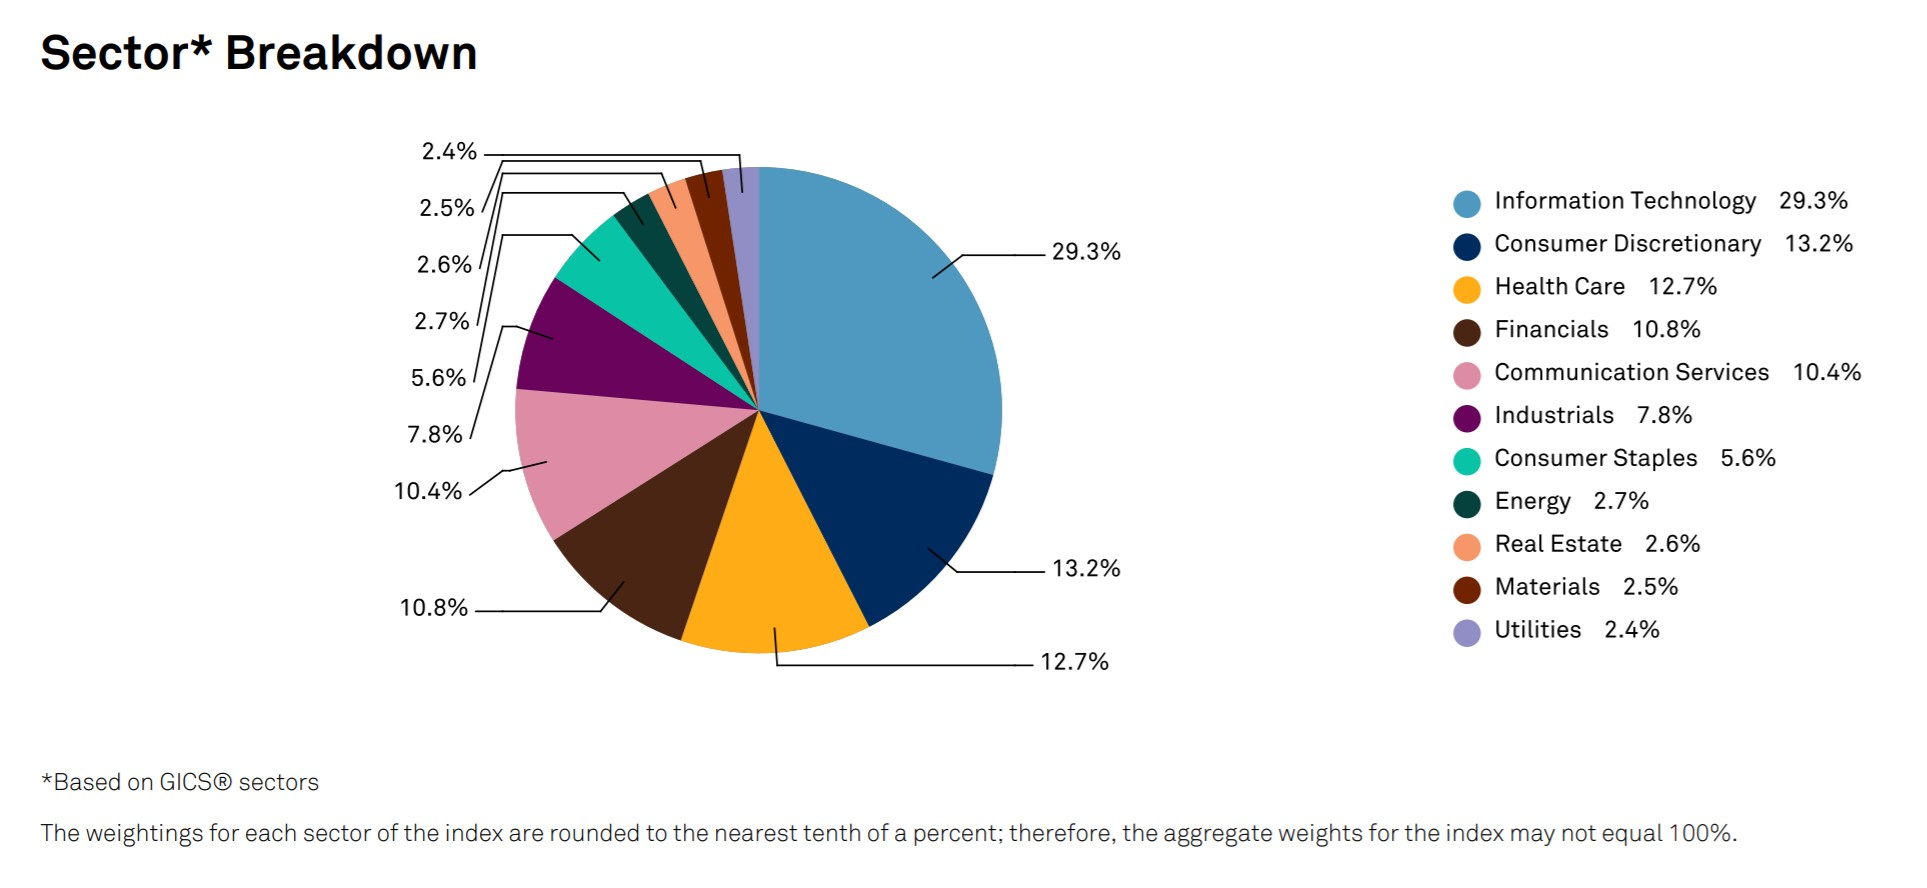 Sector* Breakdown
2.4%
2.5%
2.6%
2.7%
5.6%
7.8%
10.4%
10.8%
29.3%
13.2%
12.7%
Information Technology 29.3%
Consumer Discretionary 13.2%
Health Care 12.7%
Financials 10.8%
Communication Services 10.4%
Industrials 7.8%
Consumer Staples 5.6%
Energy 2.7%
Real Estate 2.6%
Materials 2.5%
Utilities 2.4%
*Based on GICS® sectors
The weightings for each sector of the index are rounded to the nearest tenth of a percent; therefore, the aggregate weights for the index may not equal 100%.